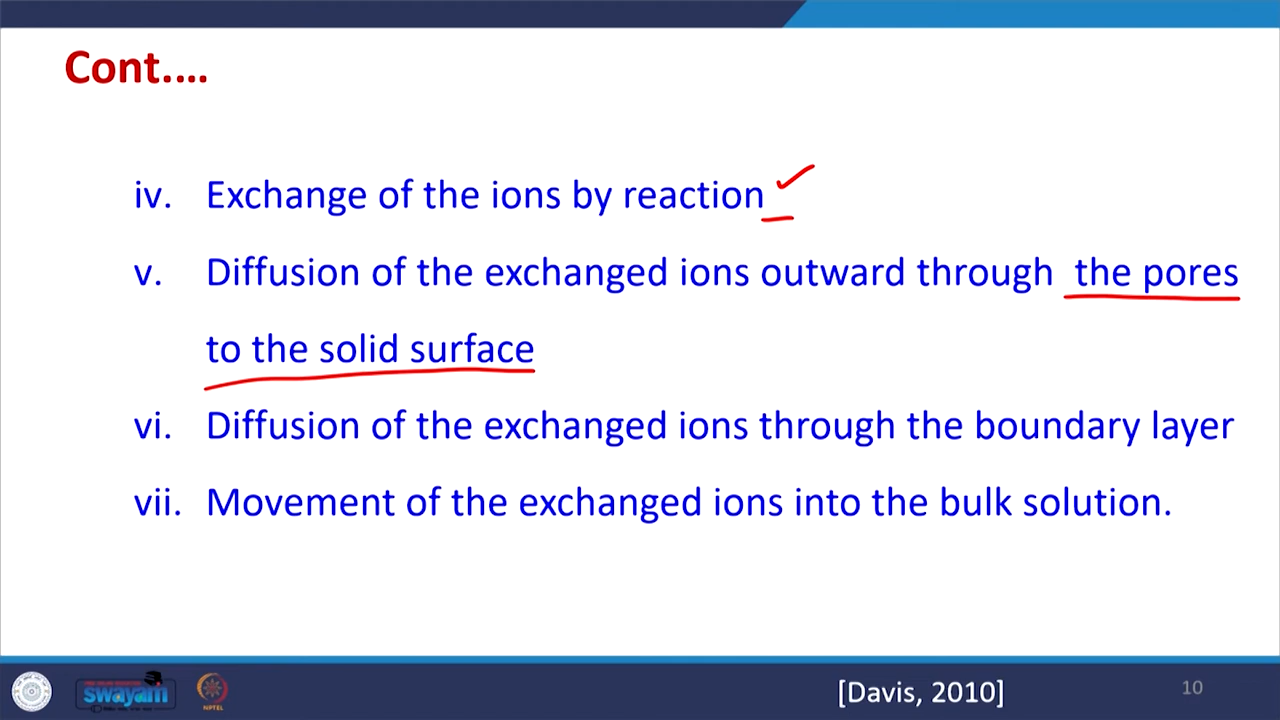 Cont....
iv. Exchange of the ions by reaction
v. Diffusion of the exchanged ions outward through the pores
to the solid surface
vi. Diffusion of the exchanged ions through the boundary layer
vii. Movement of the exchanged ions into the bulk solution.
swayam
NPTEL
[Davis, 2010]
10